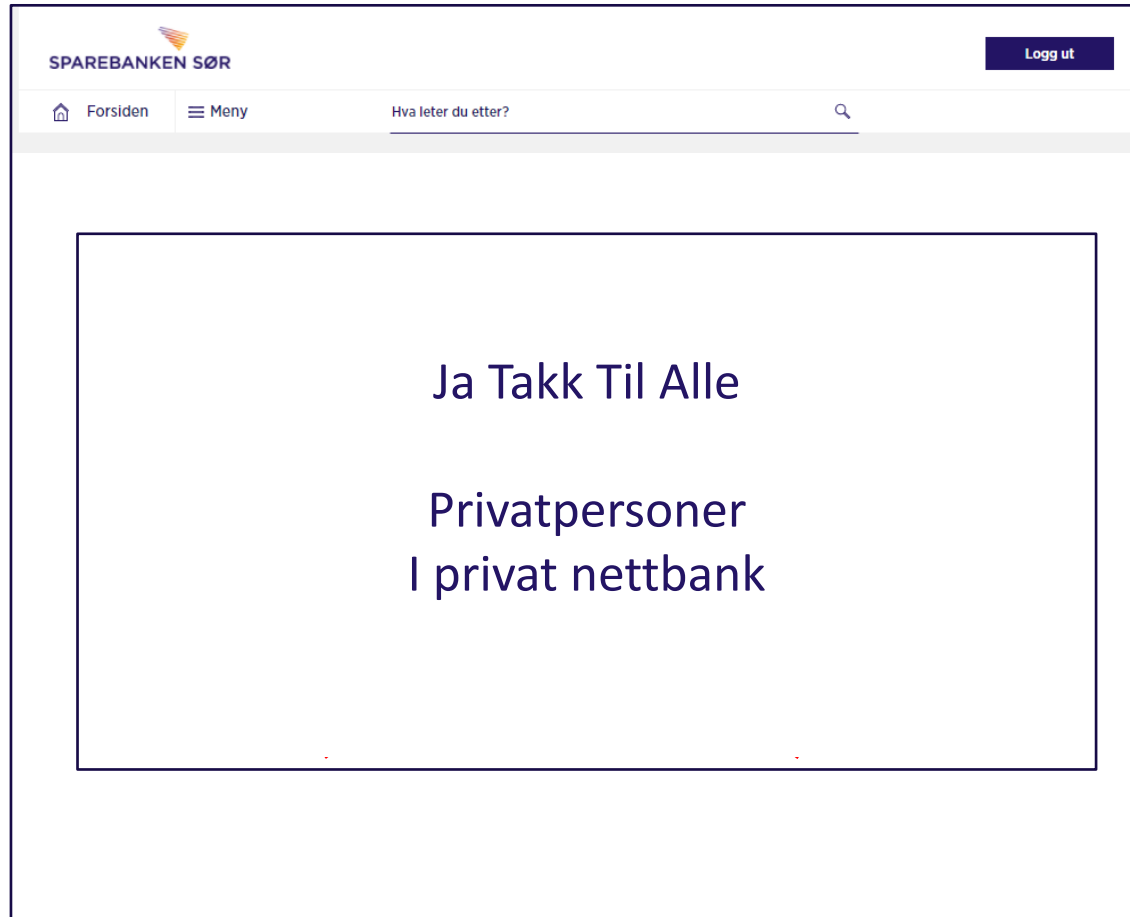 SPAREBANKEN SØR
Logg ut
Forsiden
Meny
Hva leter du etter?
Ja Takk Til Alle
Privatpersoner
I privat nettbank